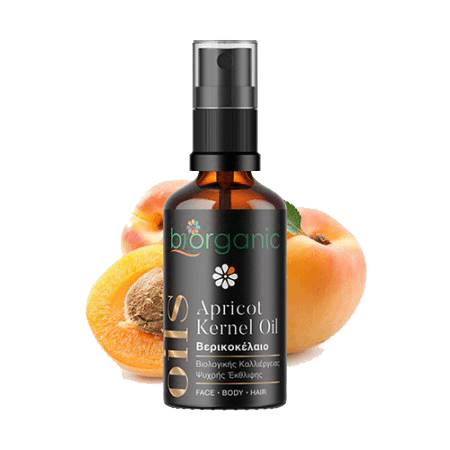 biorganic
Oils
Apricot
Kernel Oil
Βερικοκέλαιο
Βιολογικής Καλλιέργειας
Ψυχρής Έκθλιψης
FACE • BODY • HAIR